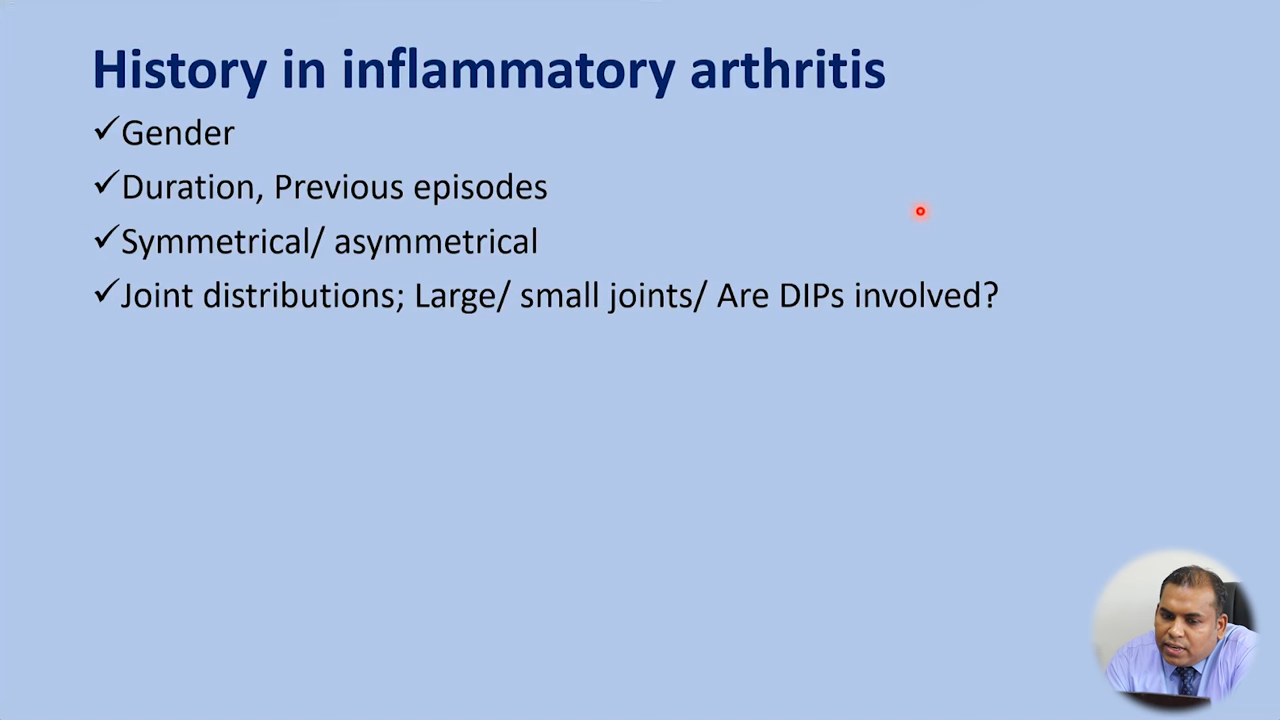 History in inflammatory arthritis
✓Gender
✓Duration, Previous episodes
✓Symmetrical/ asymmetrical
✓Joint distributions; Large/ small joints/ Are DIPs involved?